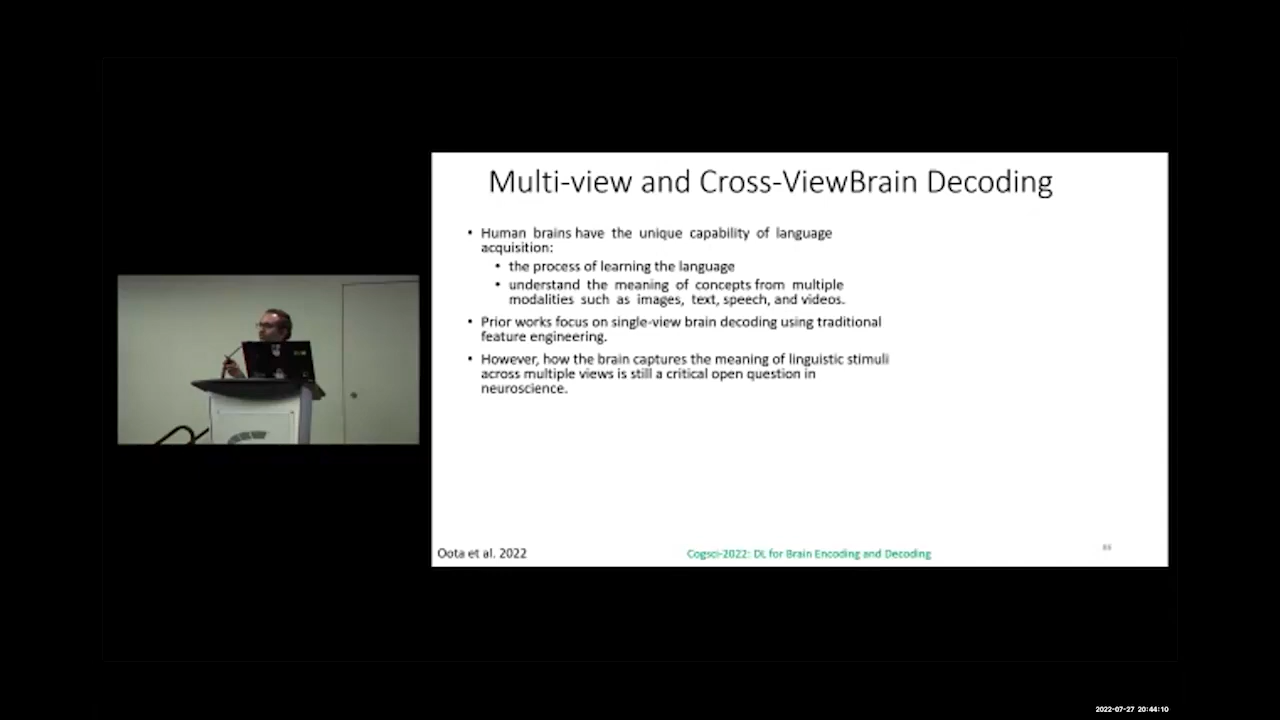 Multi-view and Cross-ViewBrain Decoding
• Human brains have the unique capability of language
acquisition:
• the process of learning the language
• understand the meaning of concepts from multiple
modalities such as images, text, speech, and videos.
• Prior works focus on single-view brain decoding using traditional
feature engineering.
• However, how the brain captures the meaning of linguistic stimuli
across multiple views is still a critical open question in
neuroscience.
Oota et al. 2022
Cogsci-2022: DL for Brain Encoding and Decoding
2022-07-27 20:44:10